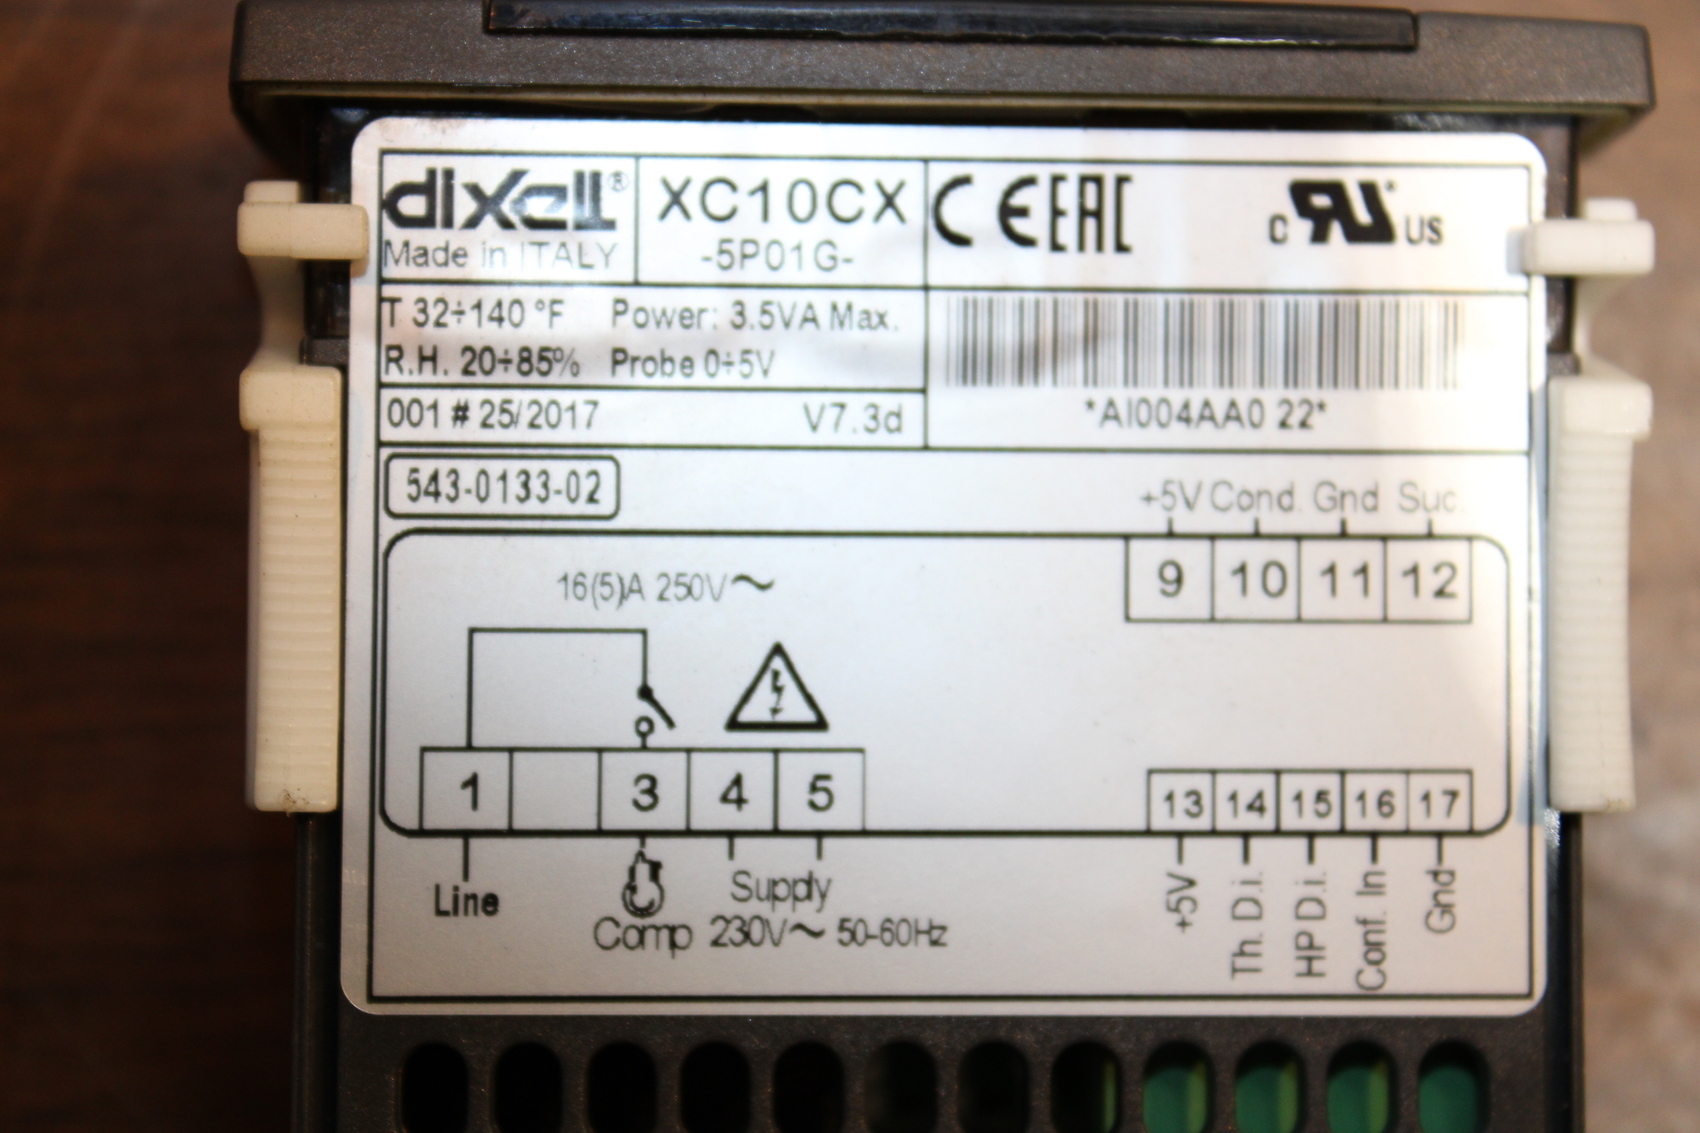 dixell®
Made in ITALY
XC10CX
-5P01G-
CE EAC
c RU US
T 32÷140 °F Power: 3.5VA Max.
R.H. 20÷85% Probe 0÷5V
001 # 25/2017 V7.3d
*AI004AA0 22*
543-0133-02
+5V Cond. Gnd Suc.
9 10 11 12
16(5)A 250V~
1 3 4 5
13 14 15 16 17
Line
Comp
Supply
230V~ 50-60Hz
+5V
Th. D.i.
HP D.i.
Conf. In
Gnd